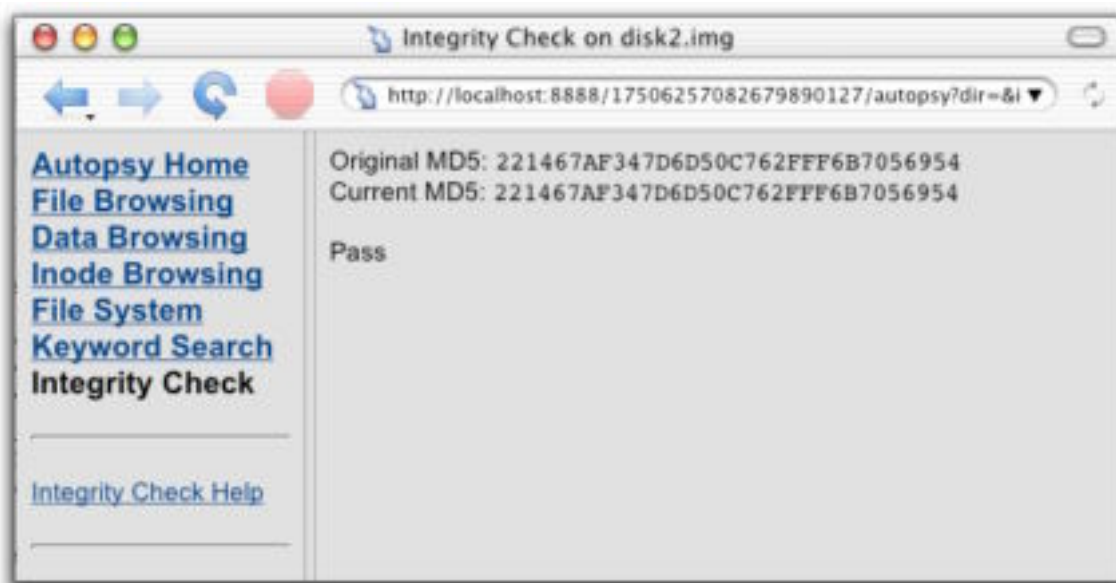 Integrity Check on disk2.img
http://localhost:8888/17506257082679890127/autopsy?dir=&i
Autopsy Home
File Browsing
Data Browsing
Inode Browsing
File System
Keyword Search
Integrity Check
Integrity Check Help
Original MD5: 221467AF347D6D50C762FFF6B7056954
Current MD5: 221467AF347D6D50C762FFF6B7056954
Pass